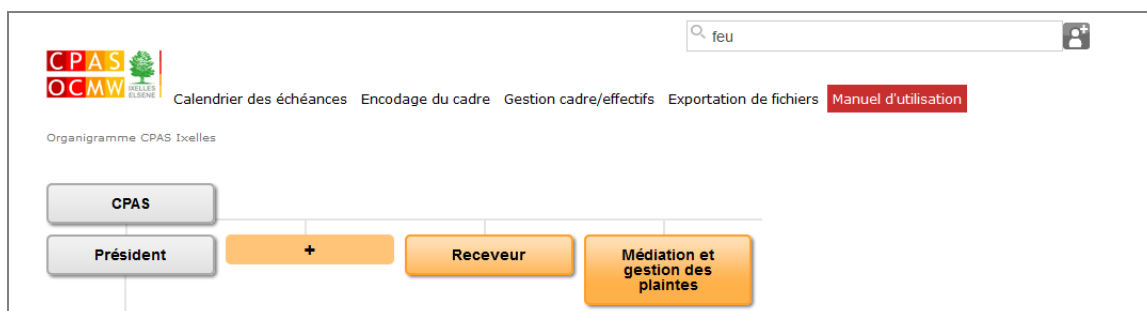 feu
CPAS
OCMW IXELLES ELSENE
Calendrier des échéances Encodage du cadre Gestion cadre/effectifs Exportation de fichiers Manuel d'utilisation
Organigramme CPAS Ixelles
CPAS
Président + Receveur Médiation et
gestion des
plaintes